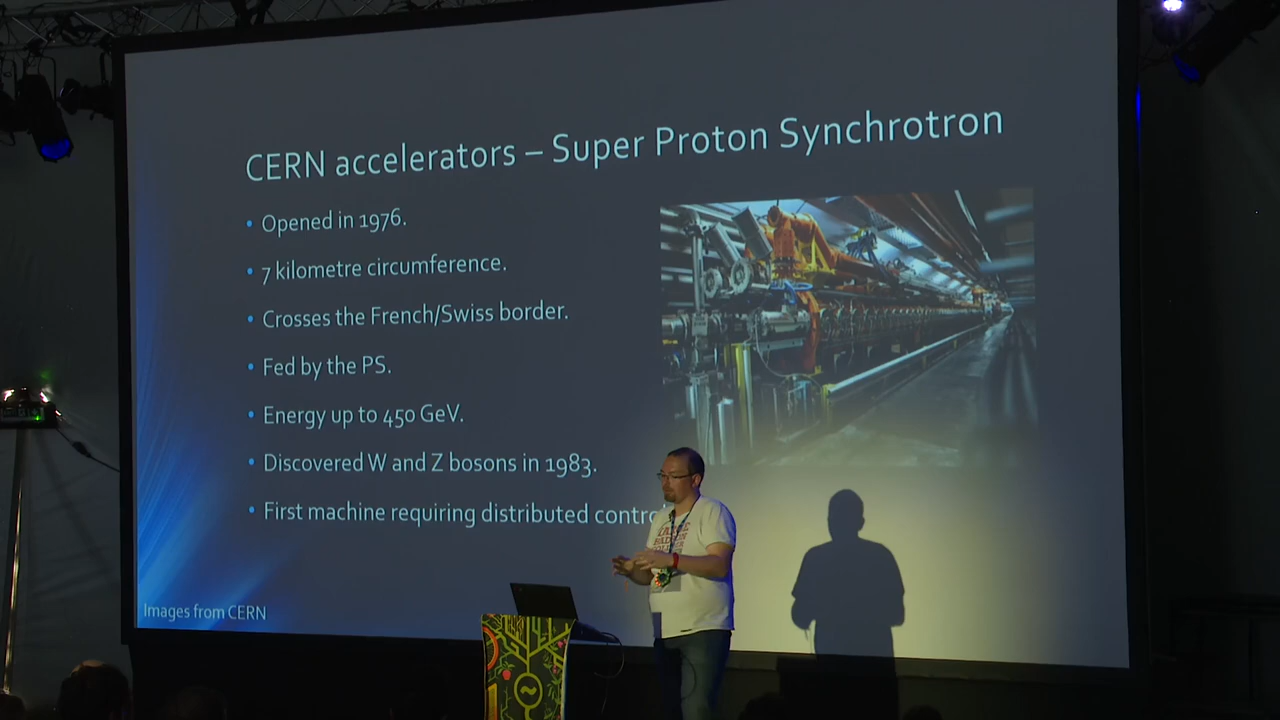 CERN accelerators – Super Proton Synchrotron
• Opened in 1976.
• 7 kilometre circumference.
• Crosses the French/Swiss border.
• Fed by the PS.
• Energy up to 450 GeV.
• Discovered W and Z bosons in 1983.
• First machine requiring distributed
Images from CERN